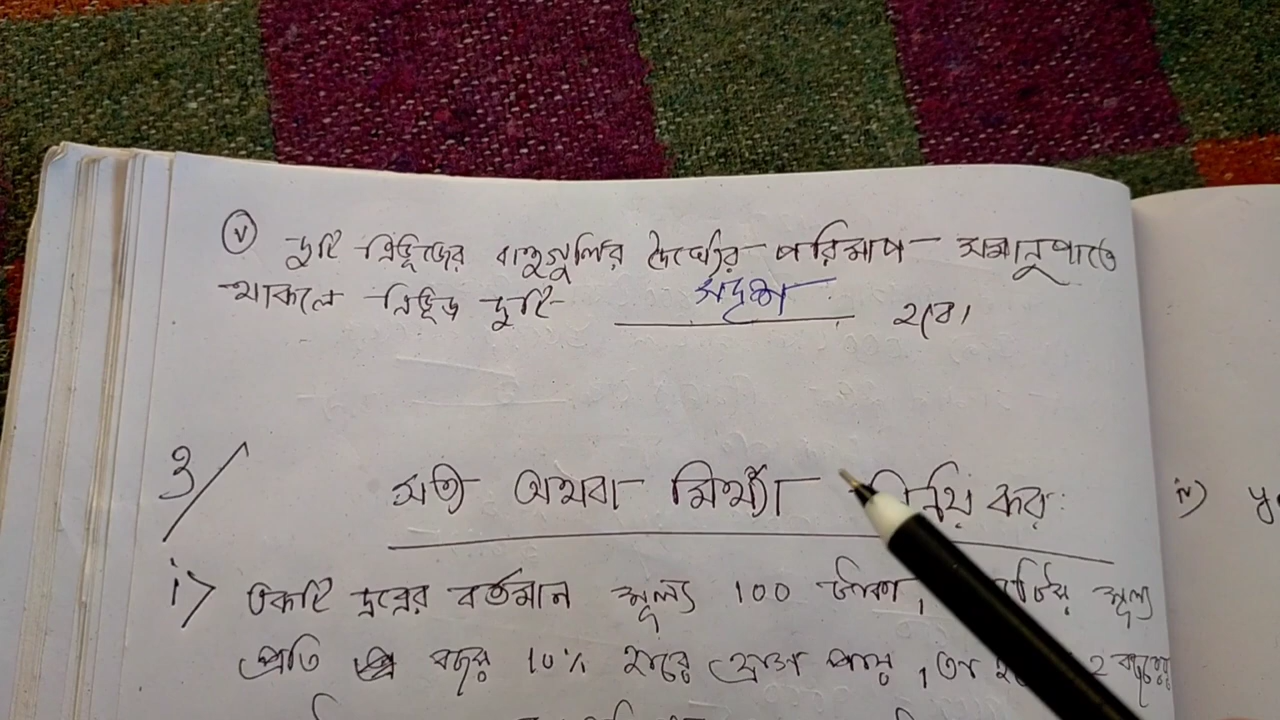 (v) দুটি ত্রিভূজের বাহুগুলির দৈর্ঘ্যের পরিমাপ সমানুপাতে
থাকলে ত্রিভূজ দুটি সদৃশ হবে।
3/ সত্য অথবা মিথ্যা কর:
i) একটি দ্রব্যের বর্তমান মূল্য 100 টাকা, মূল্য
প্রতি বছর 10% হারে হ্রাস পায়, তা 2 বছরের
iv)